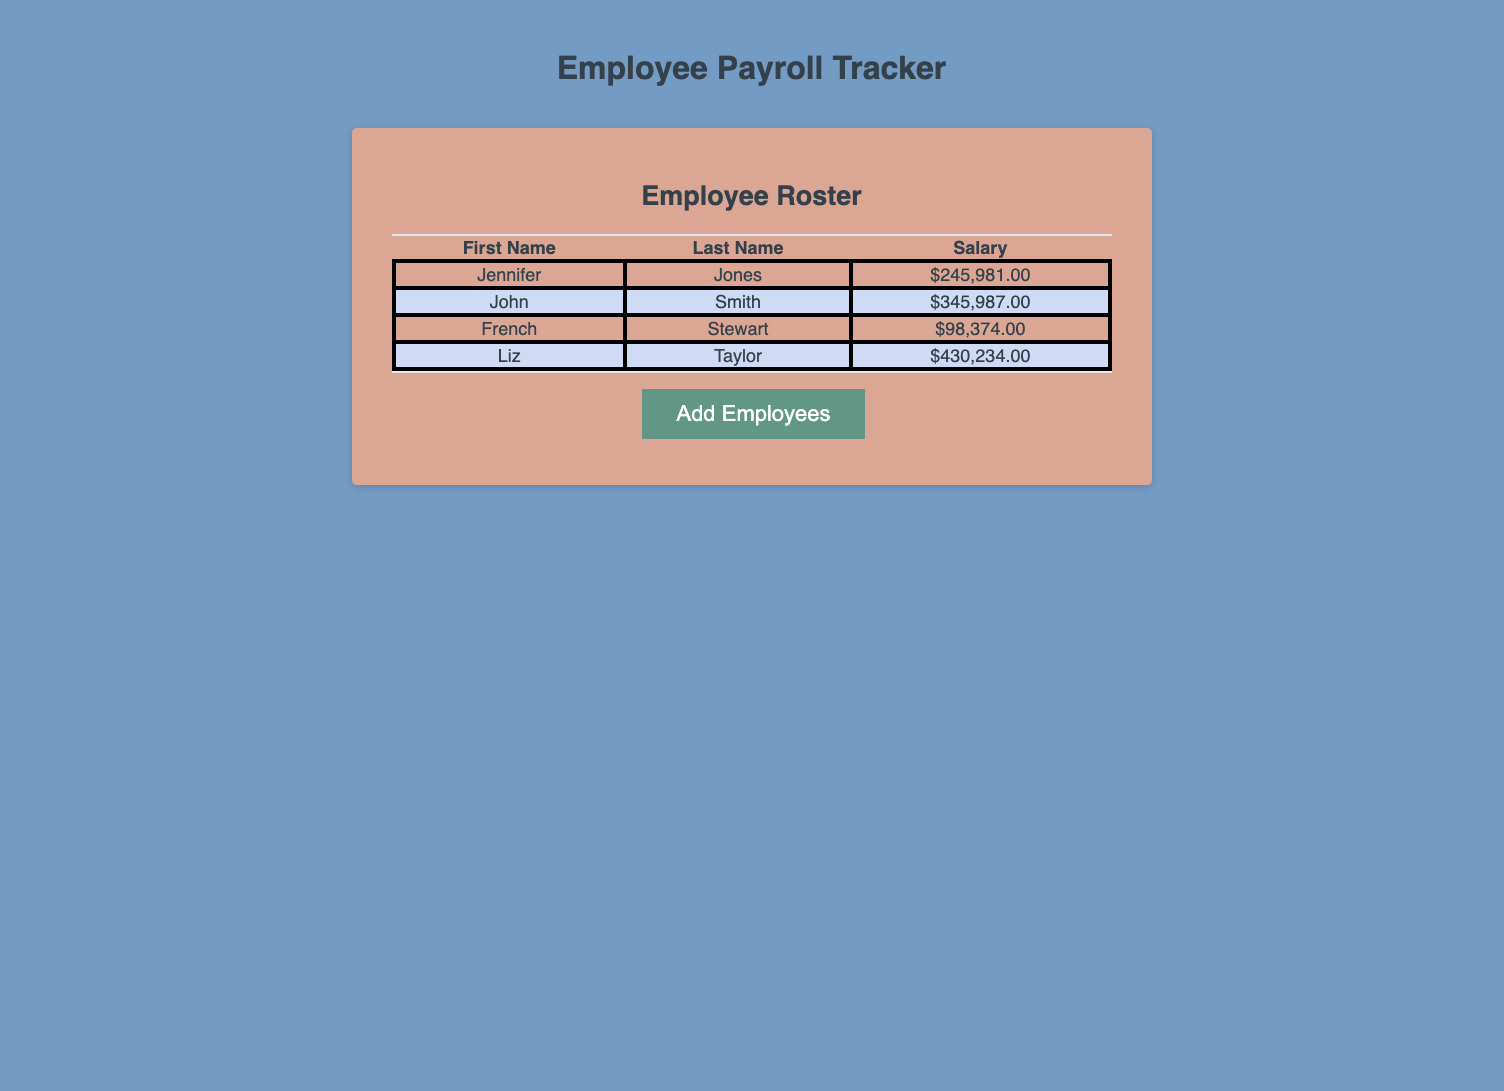 Employee Payroll Tracker
Employee Roster
First Name Last Name Salary
Jennifer Jones $245,981.00
John Smith $345,987.00
French Stewart $98,374.00
Liz Taylor $430,234.00
Add Employees